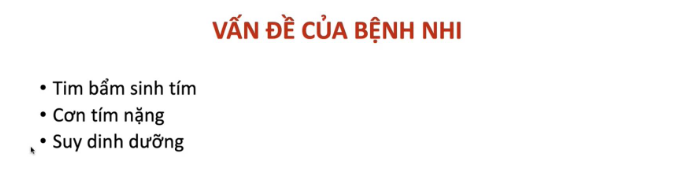 VẤN ĐỀ CỦA BỆNH NHI
• Tim bẩm sinh tím
• Cơn tím nặng
• Suy dinh dưỡng